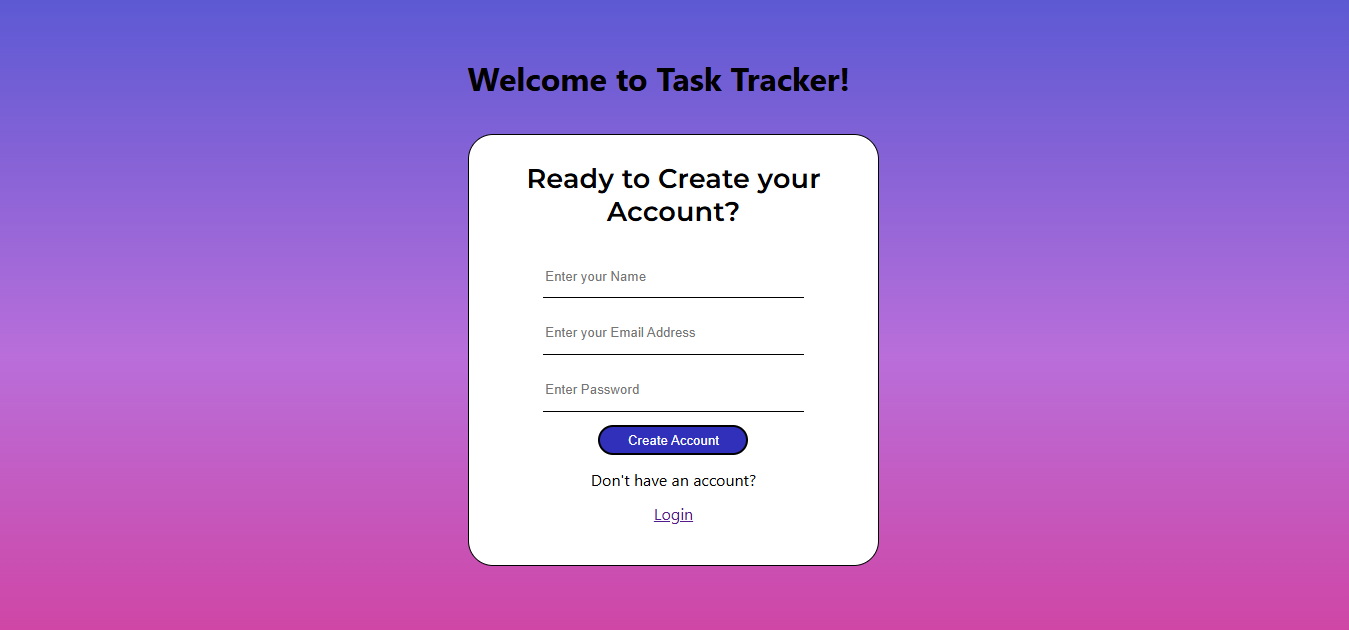 Welcome to Task Tracker!
Ready to Create your
Account?
Enter your Name
Enter your Email Address
Enter Password
Create Account
Don't have an account?
Login